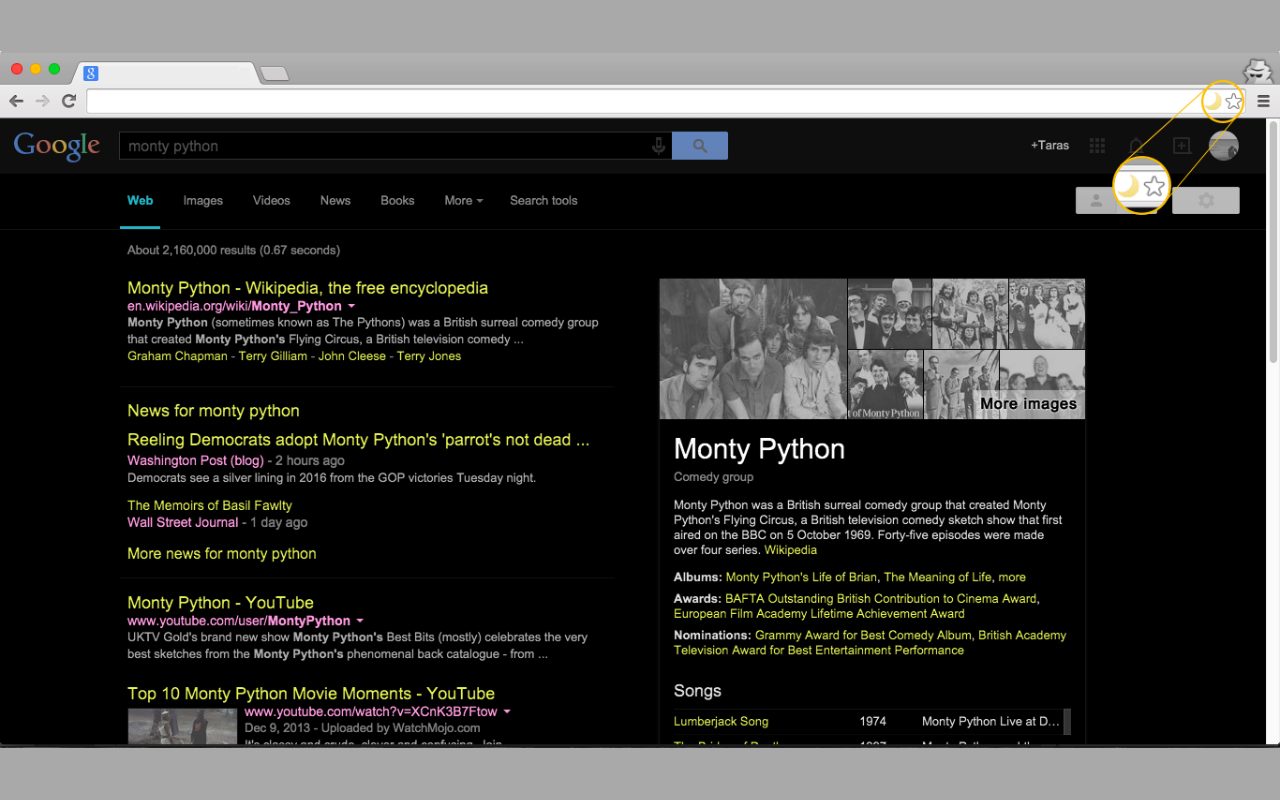 Google
monty python
+Taras
Web Images Videos News Books More Search tools
About 2,160,000 results (0.67 seconds)
Monty Python - Wikipedia, the free encyclopedia
en.wikipedia.org/wiki/Monty_Python
Monty Python (sometimes known as The Pythons) was a British surreal comedy group
that created Monty Python's Flying Circus, a British television comedy ...
Graham Chapman - Terry Gilliam - John Cleese - Terry Jones
News for monty python
Reeling Democrats adopt Monty Python's 'parrot's not dead ...
Washington Post (blog) - 2 hours ago
Democrats see a silver lining in 2016 from the GOP victories Tuesday night.
The Memoirs of Basil Fawlty
Wall Street Journal - 1 day ago
More news for monty python
Monty Python - YouTube
www.youtube.com/user/MontyPython
UKTV Gold's brand new show Monty Python's Best Bits (mostly) celebrates the very
best sketches from the Monty Python's phenomenal back catalogue - from ...
Top 10 Monty Python Movie Moments - YouTube
www.youtube.com/watch?v=XCnK3B7Ftow
Dec 9, 2013 - Uploaded by WatchMojo.com
It's classy and crude, clever and confusing. Join
t of Monty Python
More images
Monty Python
Comedy group
Monty Python was a British surreal comedy group that created Monty
Python's Flying Circus, a British television comedy sketch show that first
aired on the BBC on 5 October 1969. Forty-five episodes were made
over four series. Wikipedia
Albums: Monty Python's Life of Brian, The Meaning of Life, more
Awards: BAFTA Outstanding British Contribution to Cinema Award,
European Film Academy Lifetime Achievement Award
Nominations: Grammy Award for Best Comedy Album, British Academy
Television Award for Best Entertainment Performance
Songs
Lumberjack Song 1974 Monty Python Live at D...